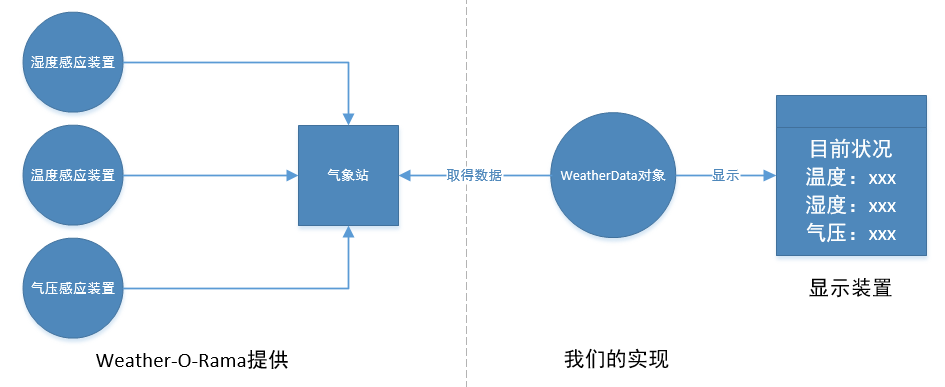 湿度感应装置
温度感应装置
气压感应装置
气象站
Weather-O-Rama提供
取得数据
WeatherData对象
显示
目前状况
温度：xxx
湿度：xxx
气压：xxx
显示装置
我们的实现